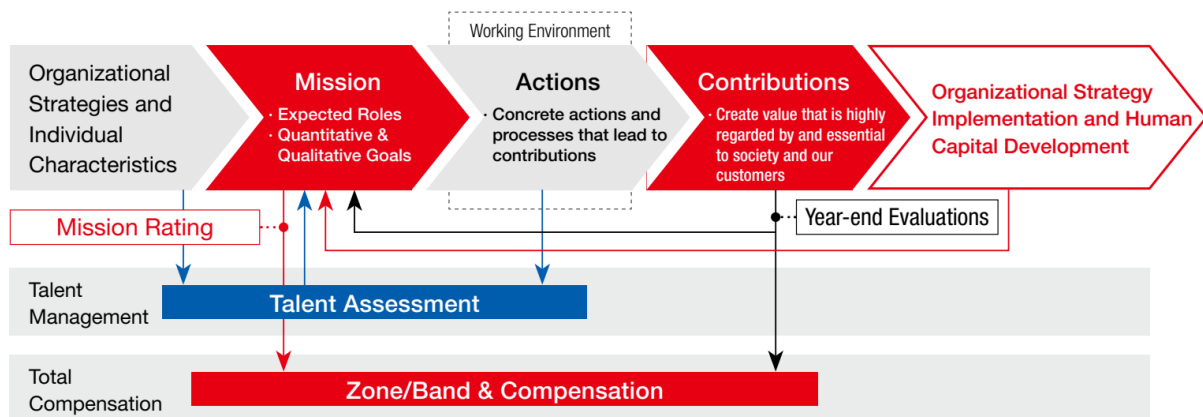 Working Environment
Organizational
Strategies and
Individual
Characteristics
Mission
· Expected Roles
· Quantitative &
Qualitative Goals
Actions
· Concrete actions and
processes that lead to
contributions
Contributions
· Create value that is highly
regarded by and essential
to society and our
customers
Organizational Strategy
Implementation and Human
Capital Development
Mission Rating
Year-end Evaluations
Talent
Management
Talent Assessment
Total
Compensation
Zone/Band & Compensation